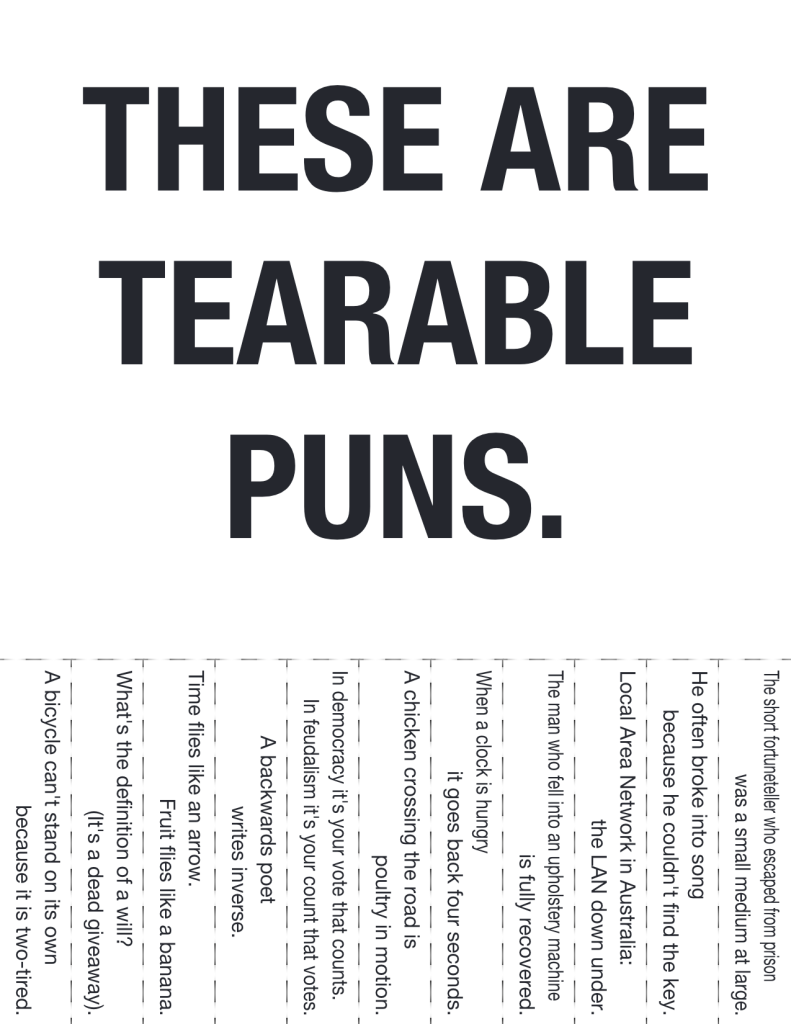 THESE ARE
TEARABLE
PUNS.
A bicycle can't stand on its own
because it is two-tired.
What's the definition of a will?
(It's a dead giveaway).
Time flies like an arrow.
Fruit flies like a banana.
A backwards poet
writes inverse.
In democracy it's your vote that counts.
In feudalism it's your count that votes.
A chicken crossing the road is
poultry in motion.
When a clock is hungry
it goes back four seconds.
The man who fell into an upholstery machine
is fully recovered.
Local Area Network in Australia:
the LAN down under.
He often broke into song
because he couldn't find the key.
The short fortuneteller who escaped from prison
was a small medium at large.